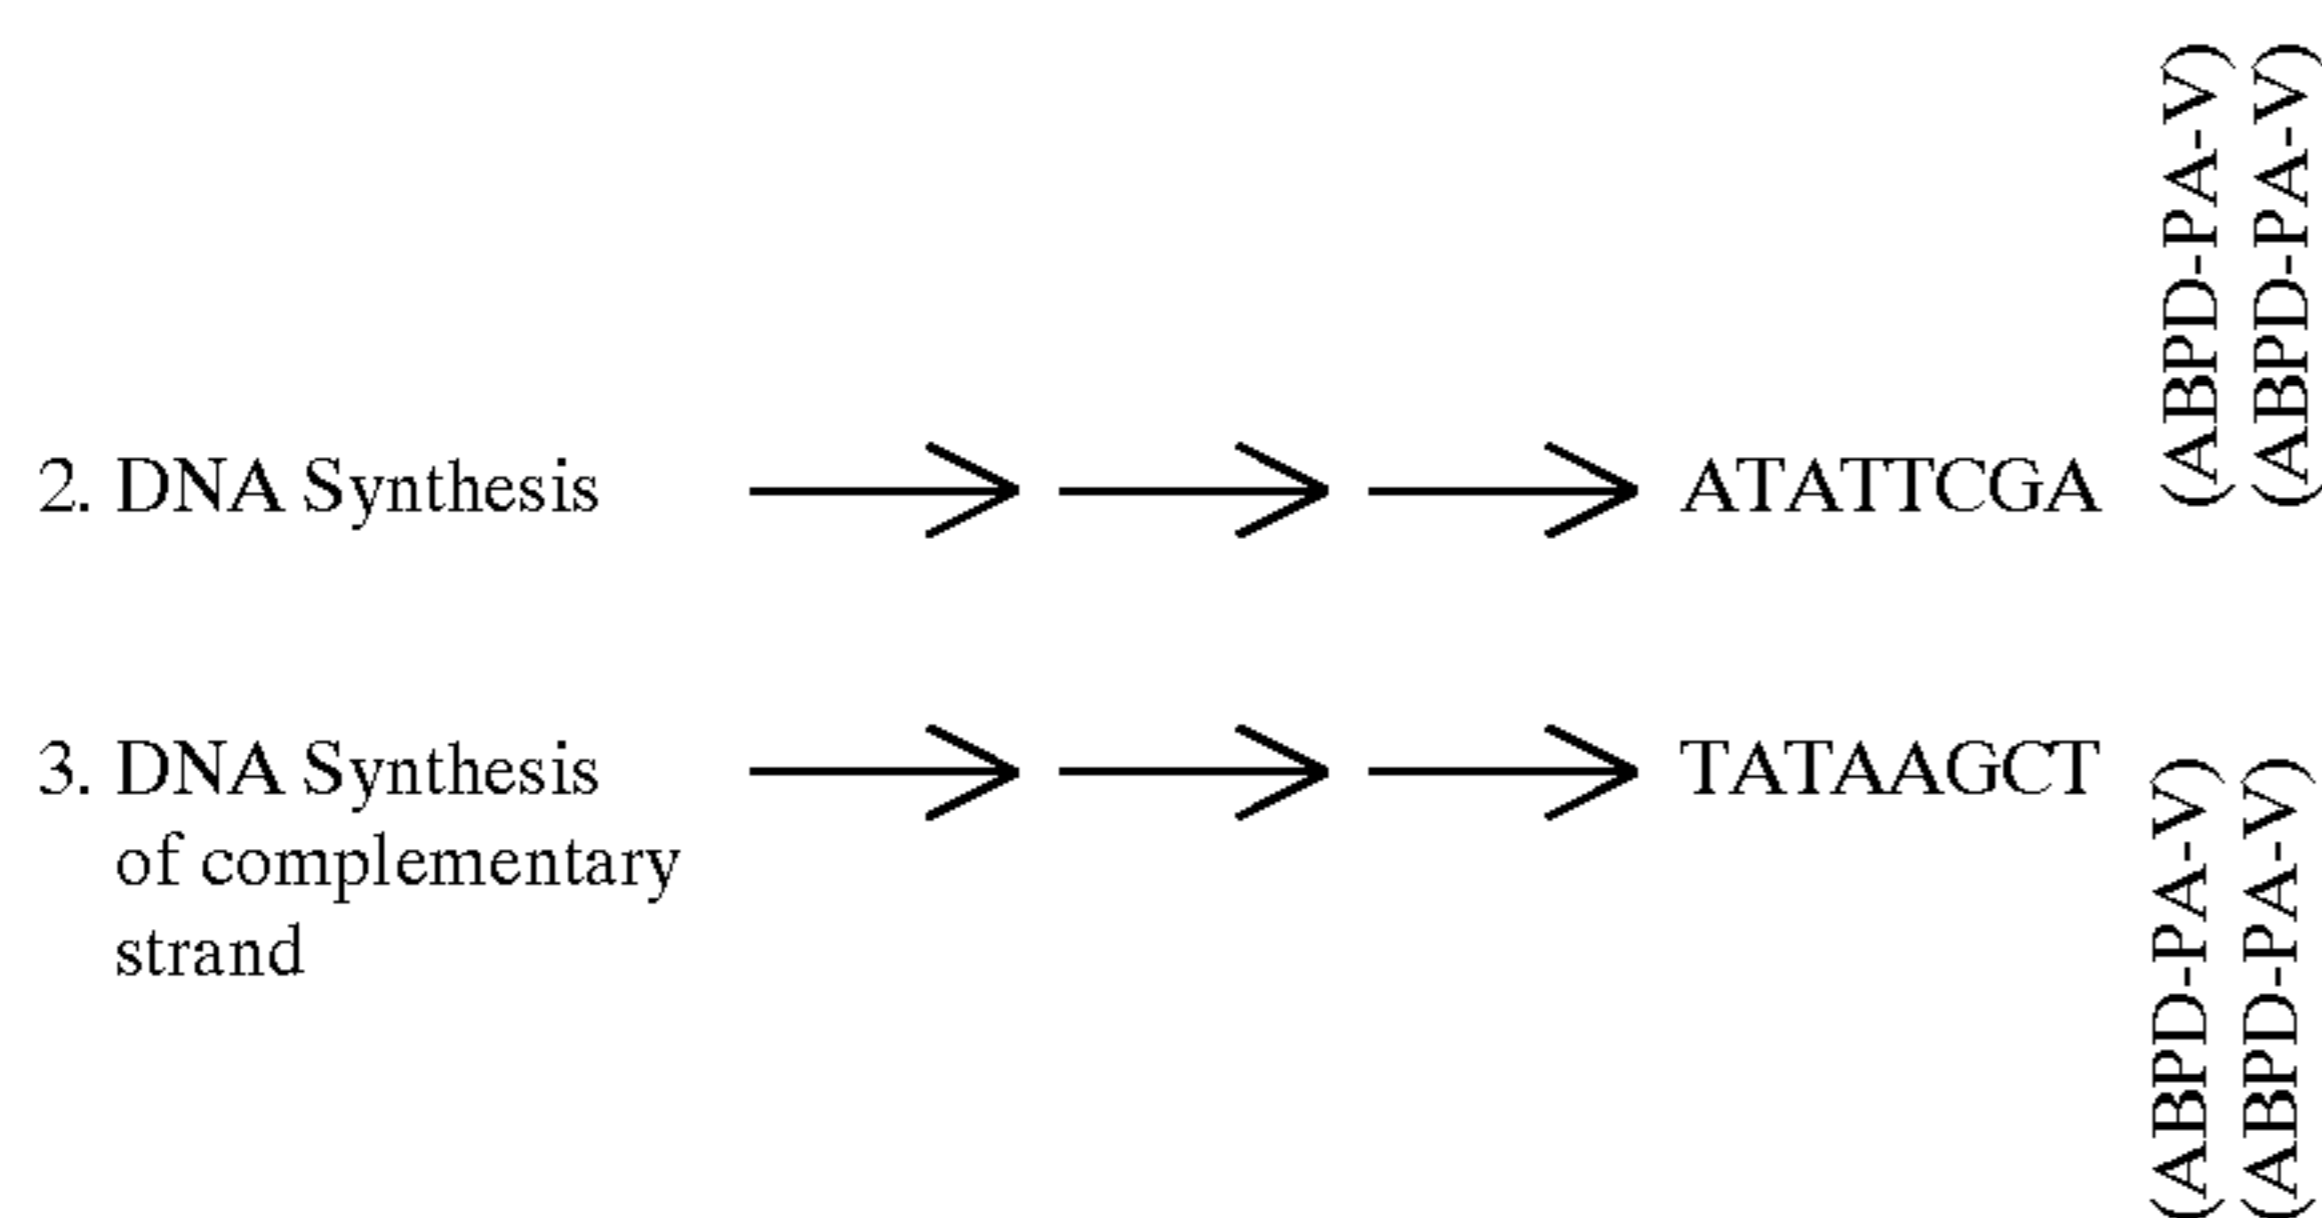 (ABPD-PA-V)
(ABPD-PA-V)
2. DNA Synthesis
ATATTCGA
3. DNA Synthesis
of complementary
strand
TATAAGCT
(ABPD-PA-V)
(ABPD-PA-V)